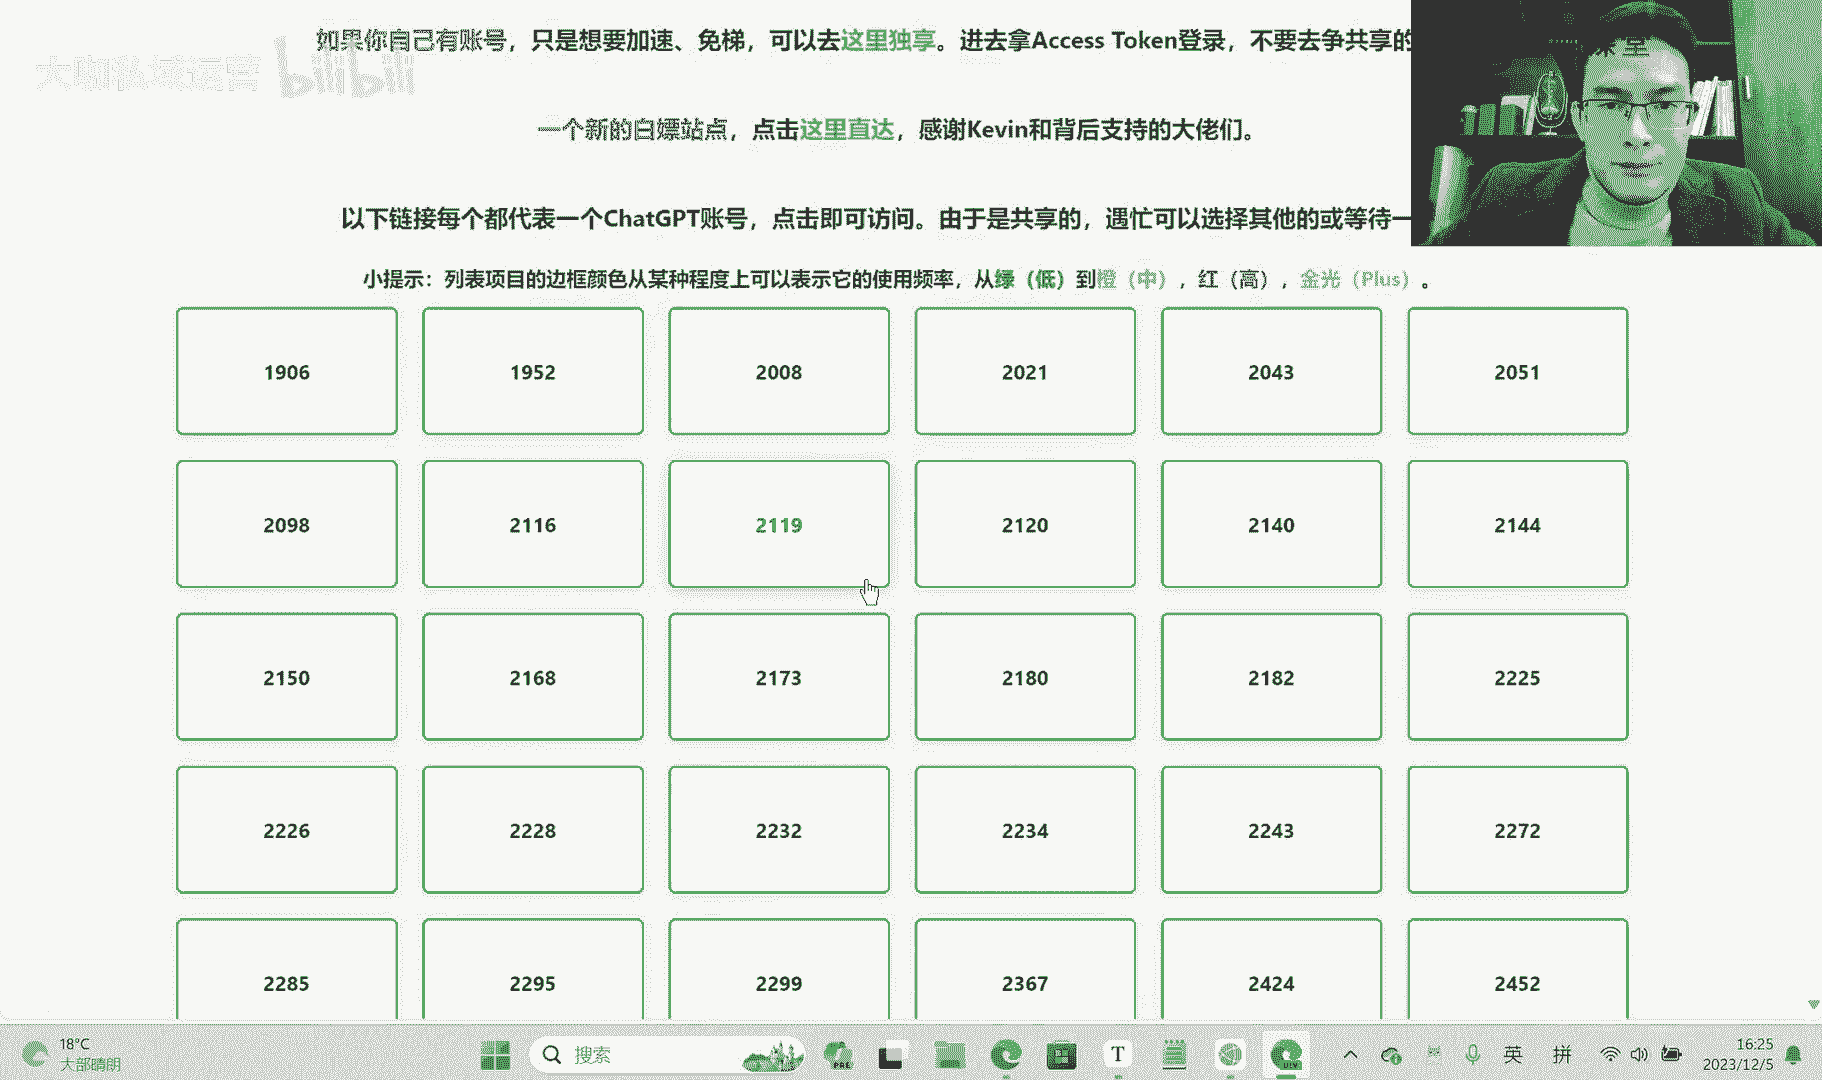 如果你自己有账号，只是想要加速、免梯，可以去这里独享。进去拿Access Token登录，不要去争共享的
大咖私域运营 bilibili
一个新的白嫖站点，点击这里直达，感谢Kevin和背后支持的大佬们。
以下链接每个都代表一个ChatGPT账号，点击即可访问。由于是共享的，遇忙可以选择其他的或等待一
小提示：列表项目的边框颜色从某种程度上可以表示它的使用频率，从绿（低）到橙（中），红（高），金光（Plus）。
1906 1952 2008 2021 2043 2051
2098 2116 2119 2120 2140 2144
2150 2168 2173 2180 2182 2225
2226 2228 2232 2234 2243 2272
2285 2295 2299 2367 2424 2452
18°C
大部晴朗
搜索
PRE
T
DEV
英 拼
16:25
2023/12/5